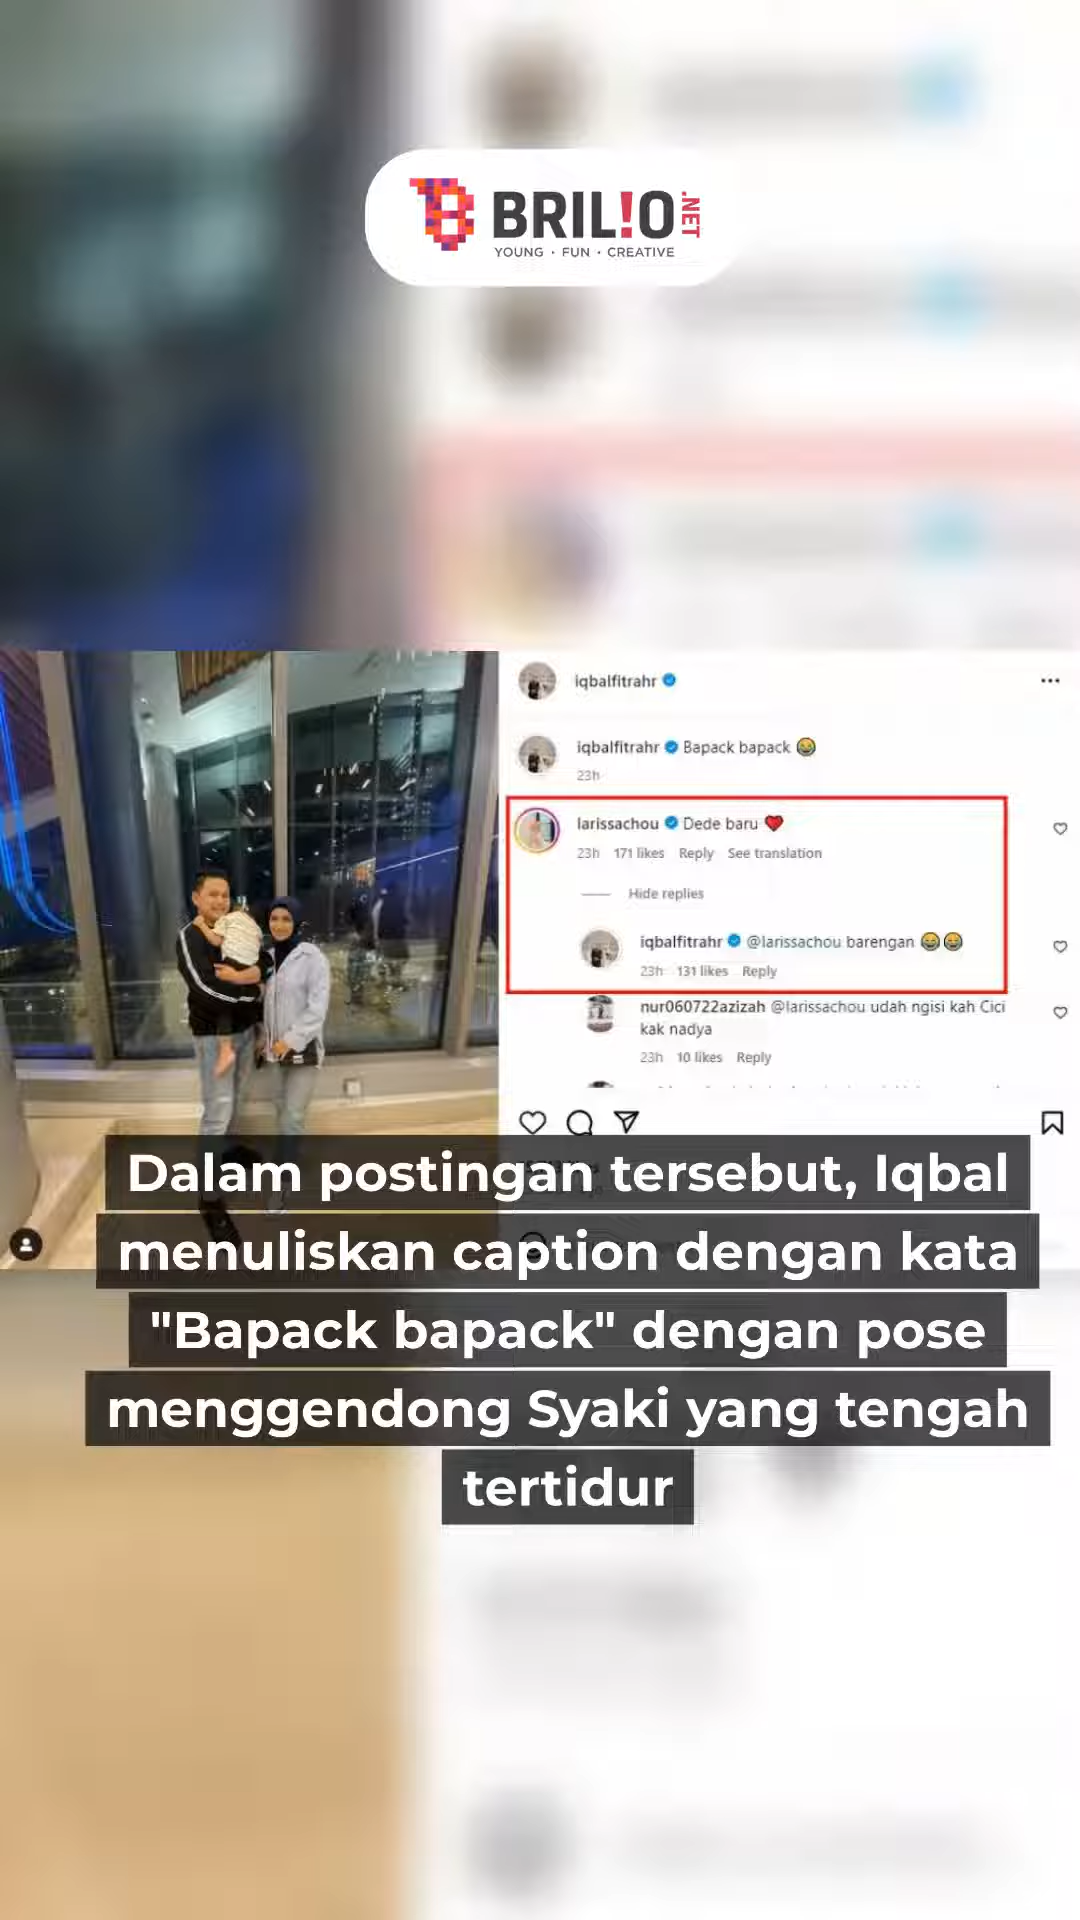 BRIL!O.NET
YOUNG · FUN · CREATIVE
iqbalfitrahr
iqbalfitrahr Bapack bapack 😂
23h
larissachou Dede baru ❤️
23h 171 likes Reply See translation
Hide replies
iqbalfitrahr @larissachou barengan 😂😂
23h 131 likes Reply
nur060722azizah @larissachou udah ngisi kah Cici
kak nadya
23h 10 likes Reply
Dalam postingan tersebut, Iqbal
menuliskan caption dengan kata
"Bapack bapack" dengan pose
menggendong Syaki yang tengah
tertidur